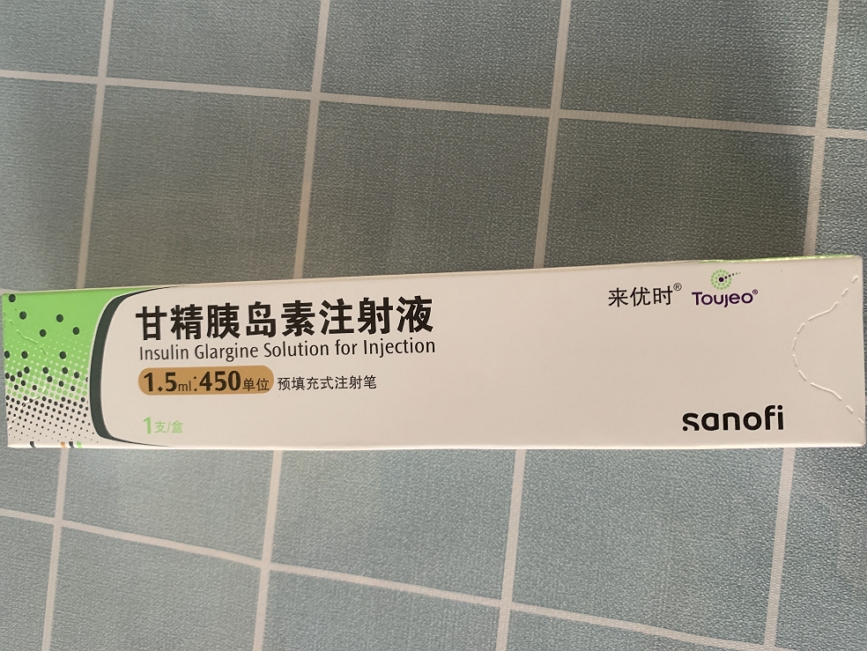 甘精胰岛素注射液
Insulin Glargine Solution for Injection
1.5ml:450单位 预填充式注射笔
1支/盒
来优时® Toujeo®
sanofi